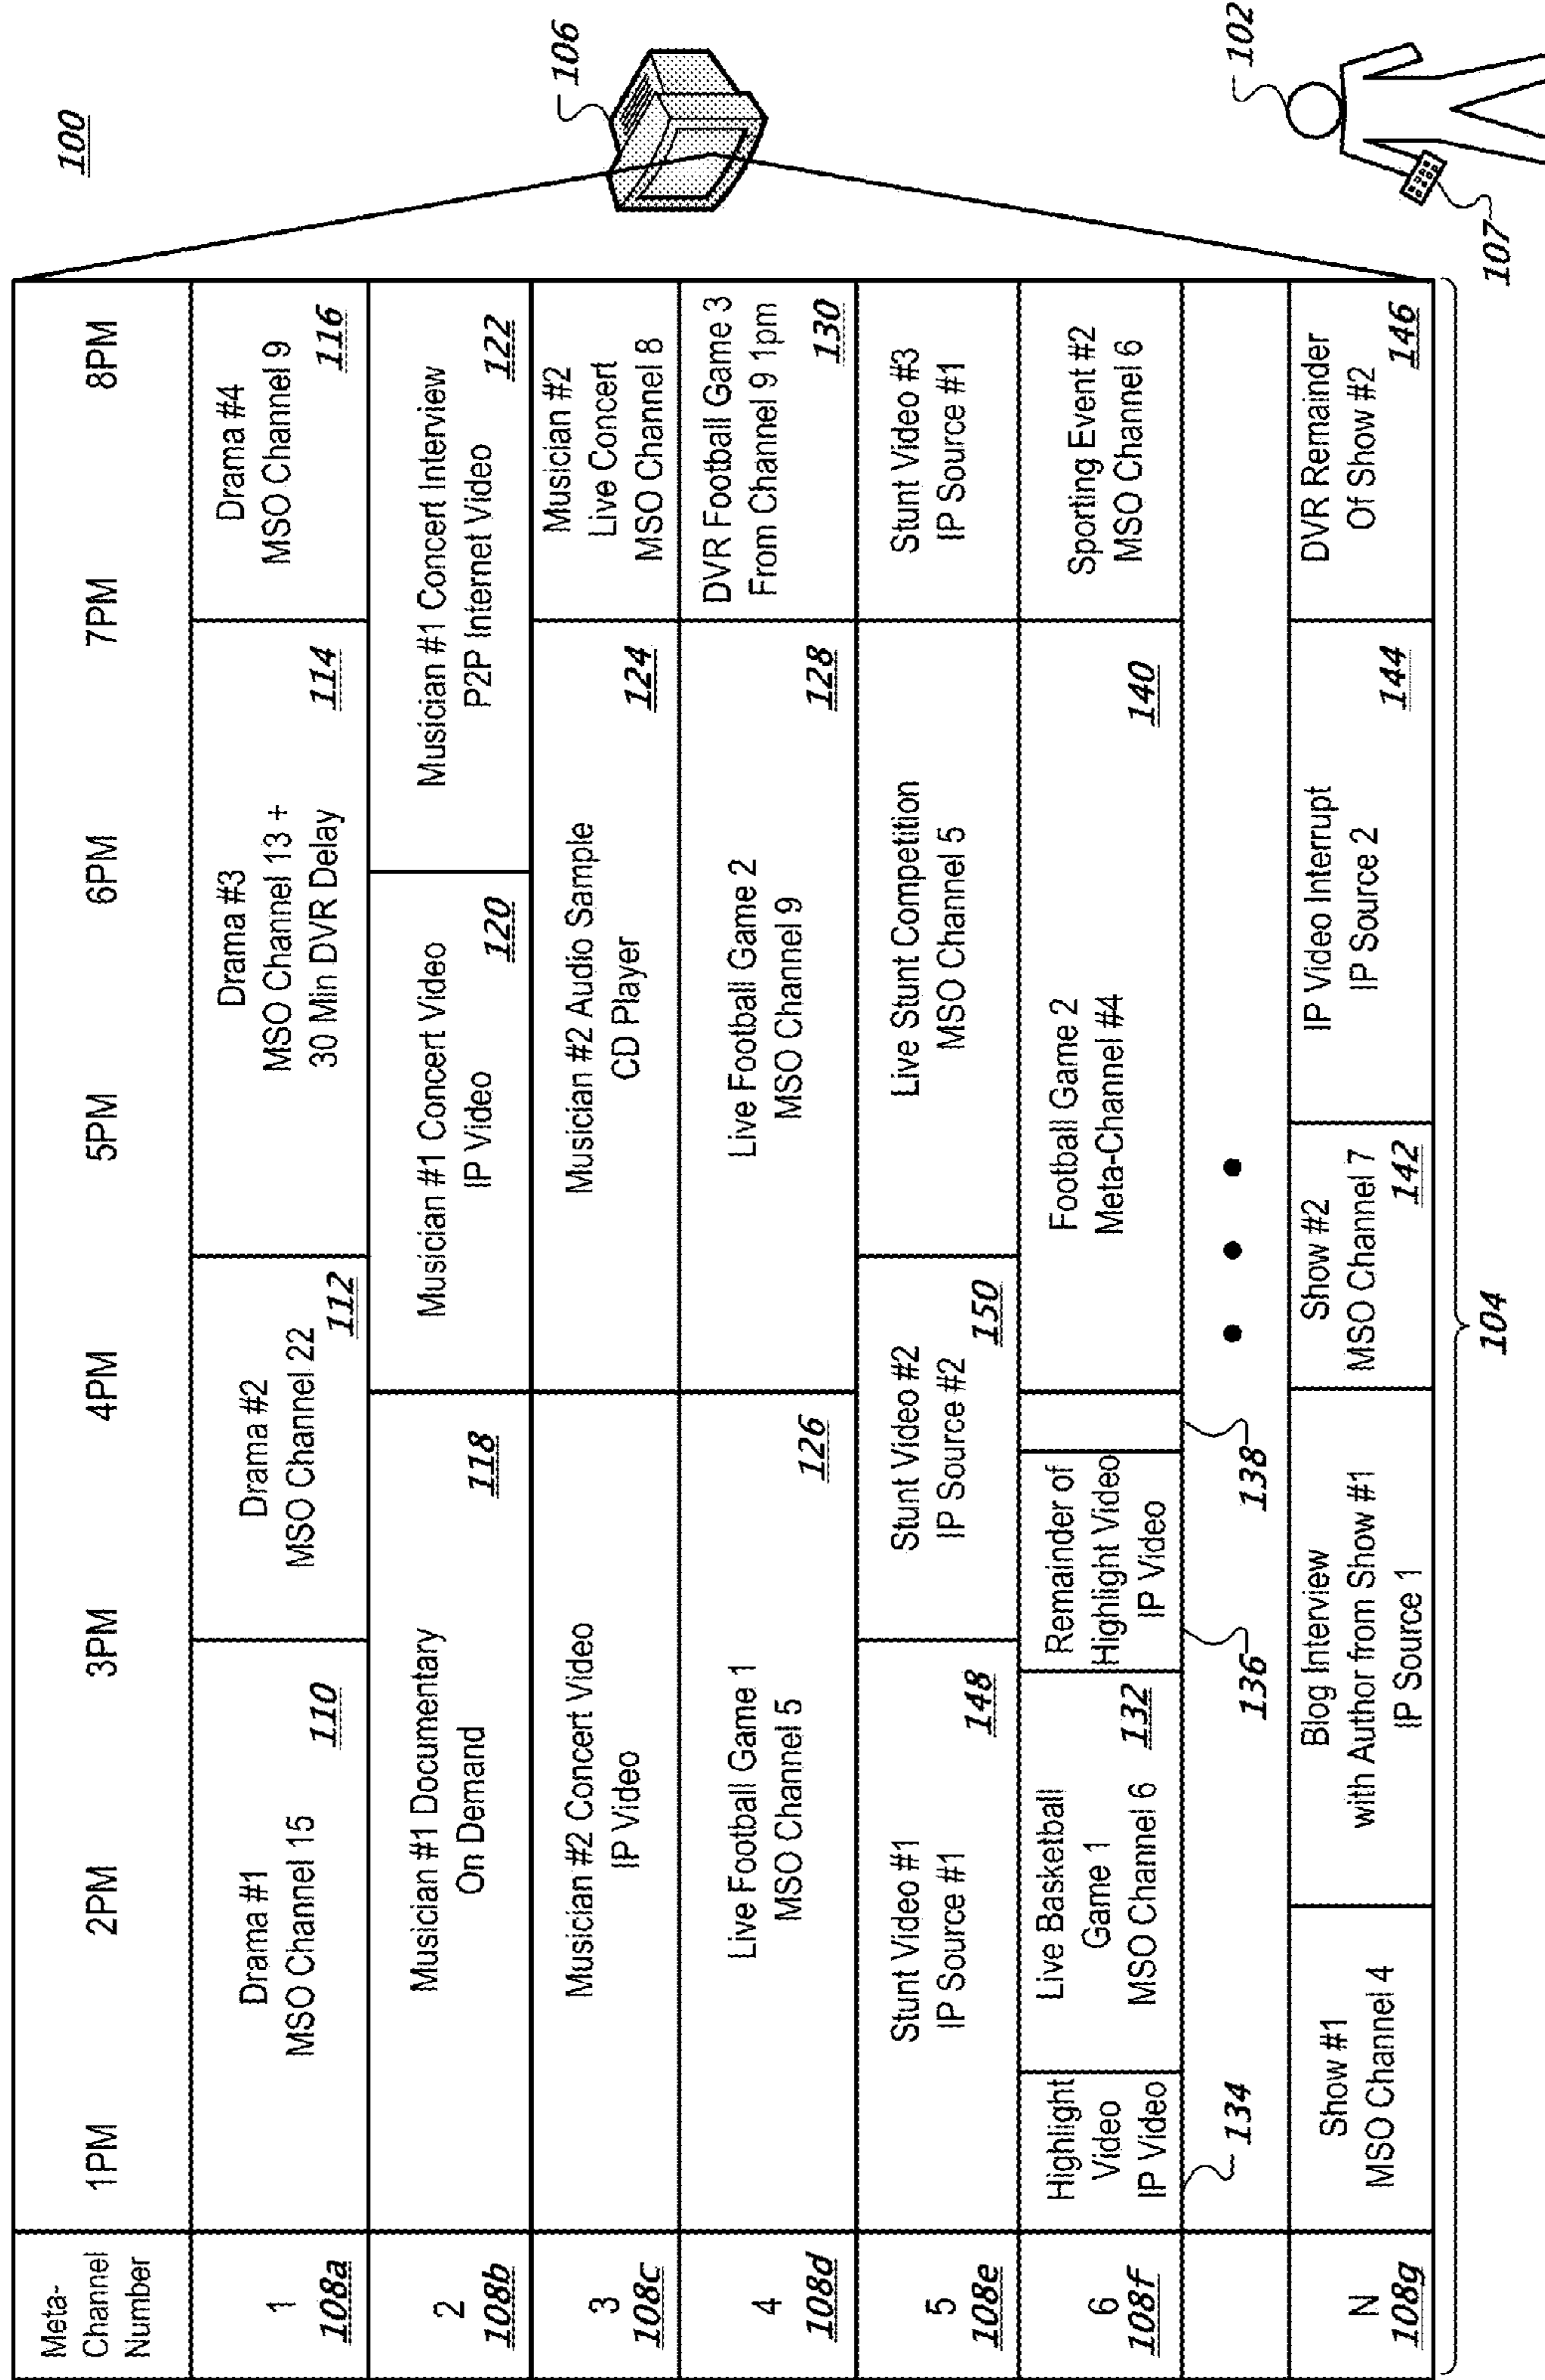 100
Meta-
Channel
Number
1PM
2PM
3PM
4PM
5PM
6PM
7PM
8PM
1
108a
Drama #1
MSO Channel 15
110
Drama #2
MSO Channel 22
112
Drama #3
MSO Channel 13 +
30 Min DVR Delay
114
Drama #4
MSO Channel 9
116
2
108b
Musician #1 Documentary
On Demand
118
Musician #1 Concert Video
IP Video
120
Musician #1 Concert Interview
P2P Internet Video
122
3
108c
Musician #2 Concert Video
IP Video
Musician #2 Audio Sample
CD Player
124
Musician #2
Live Concert
MSO Channel 8
4
108d
Live Football Game 1
MSO Channel 5
126
Live Football Game 2
MSO Channel 9
128
DVR Football Game 3
From Channel 9 1pm
130
5
108e
Stunt Video #1
IP Source #1
148
Stunt Video #2
IP Source #2
150
Live Stunt Competition
MSO Channel 5
Stunt Video #3
IP Source #1
6
108f
Highlight
Video
IP Video
134
Live Basketball
Game 1
MSO Channel 6
132
Remainder of
Highlight Video
IP Video
136
138
Football Game 2
Meta-Channel #4
140
Sporting Event #2
MSO Channel 6
• • •
N
108g
Show #1
MSO Channel 4
Blog Interview
with Author from Show #1
IP Source 1
Show #2
MSO Channel 7
142
IP Video Interrupt
IP Source 2
144
DVR Remainder
Of Show #2
146
104
106
102
107